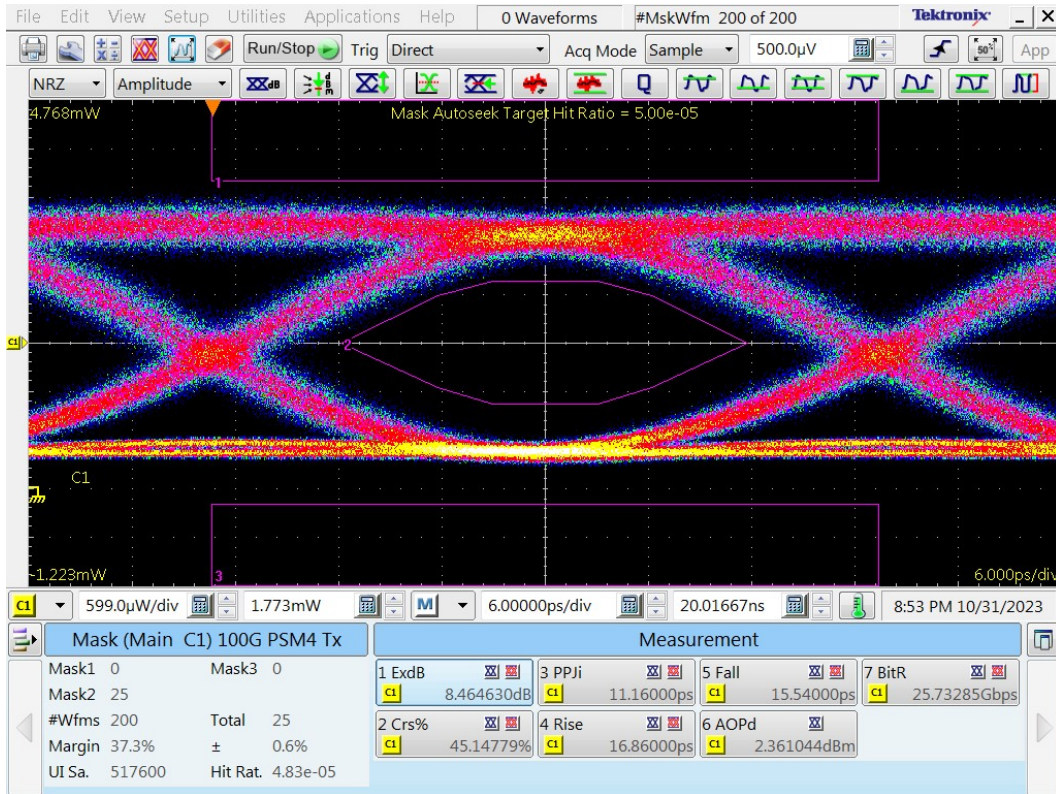 File Edit View Setup Utilities Applications Help 0 Waveforms #MskWfm 200 of 200 Tektronix
Run/Stop Trig Direct Acq Mode Sample 500.0µV 50% App
NRZ Amplitude dB dBm Q
4.768mW Mask Autoseek Target Hit Ratio = 5.00e-05
1
C1 2
C1
-1.223mW 3 6.000ps/div
C1 599.0µW/div 1.773mW M 6.00000ps/div 20.01667ns 8:53 PM 10/31/2023
Mask (Main C1) 100G PSM4 Tx Measurement
Mask1 0 Mask3 0
Mask2 25
#Wfms 200 Total 25
Margin 37.3% ± 0.6%
UI Sa. 517600 Hit Rat. 4.83e-05
1 ExdB 3 PPJi 5 Fall 7 BitR
C1 8.464630dB C1 11.16000ps C1 15.54000ps C1 25.73285Gbps
2 Crs% 4 Rise 6 AOPd
C1 45.14779% C1 16.86000ps C1 2.361044dBm